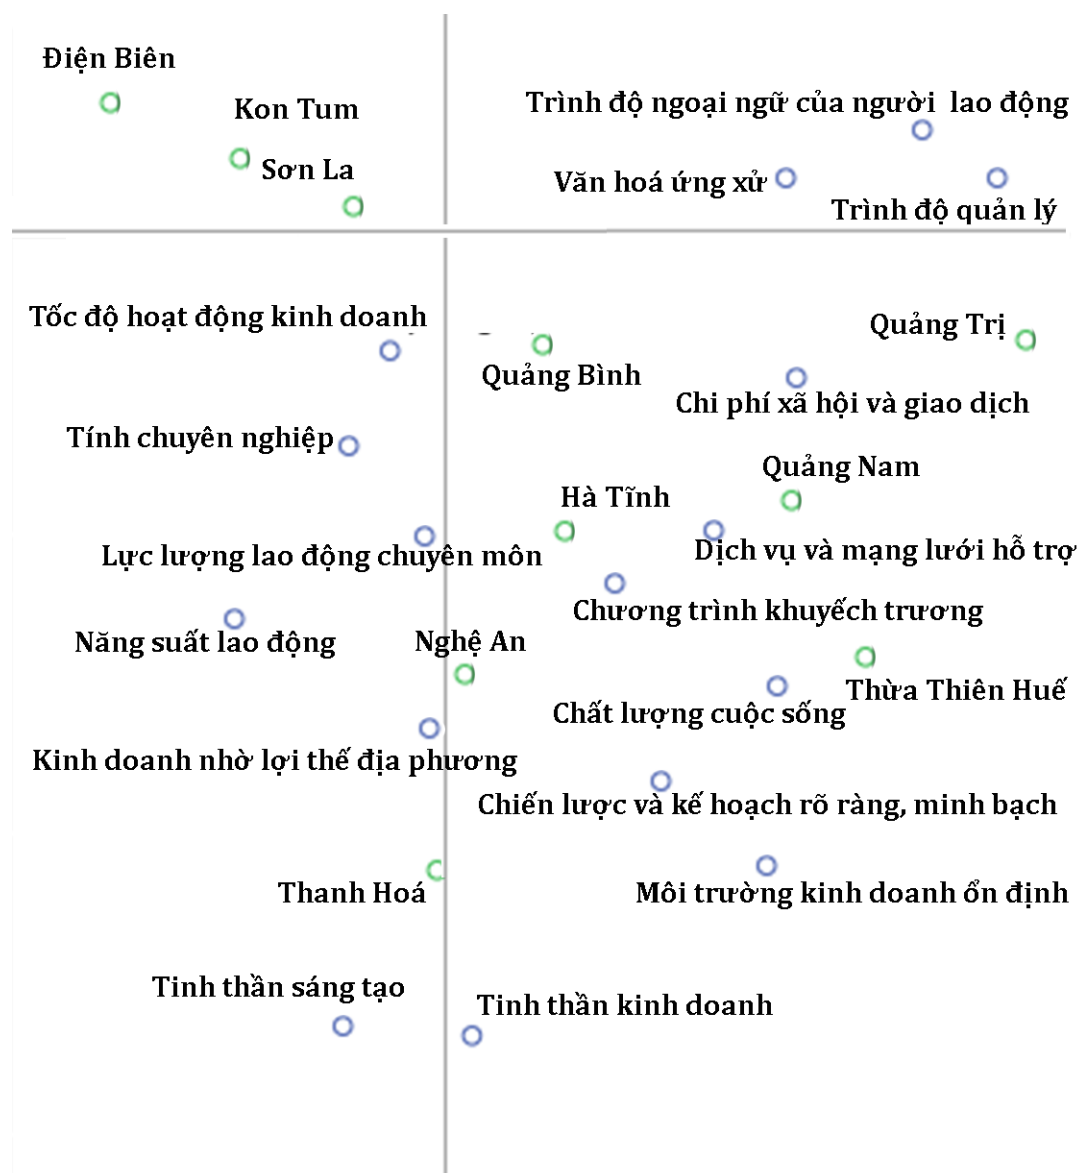 Điện Biên
Kon Tum
Trình độ ngoại ngữ của người lao động
Sơn La
Văn hoá ứng xử
Trình độ quản lý
Tốc độ hoạt động kinh doanh
Quảng Trị
Quảng Bình
Chi phí xã hội và giao dịch
Tính chuyên nghiệp
Quảng Nam
Hà Tĩnh
Lực lượng lao động chuyên môn
Dịch vụ và mạng lưới hỗ trợ
Chương trình khuyếch trương
Năng suất lao động
Nghệ An
Thừa Thiên Huế
Chất lượng cuộc sống
Kinh doanh nhờ lợi thế địa phương
Chiến lược và kế hoạch rõ ràng, minh bạch
Thanh Hoá
Môi trường kinh doanh ổn định
Tinh thần sáng tạo
Tinh thần kinh doanh